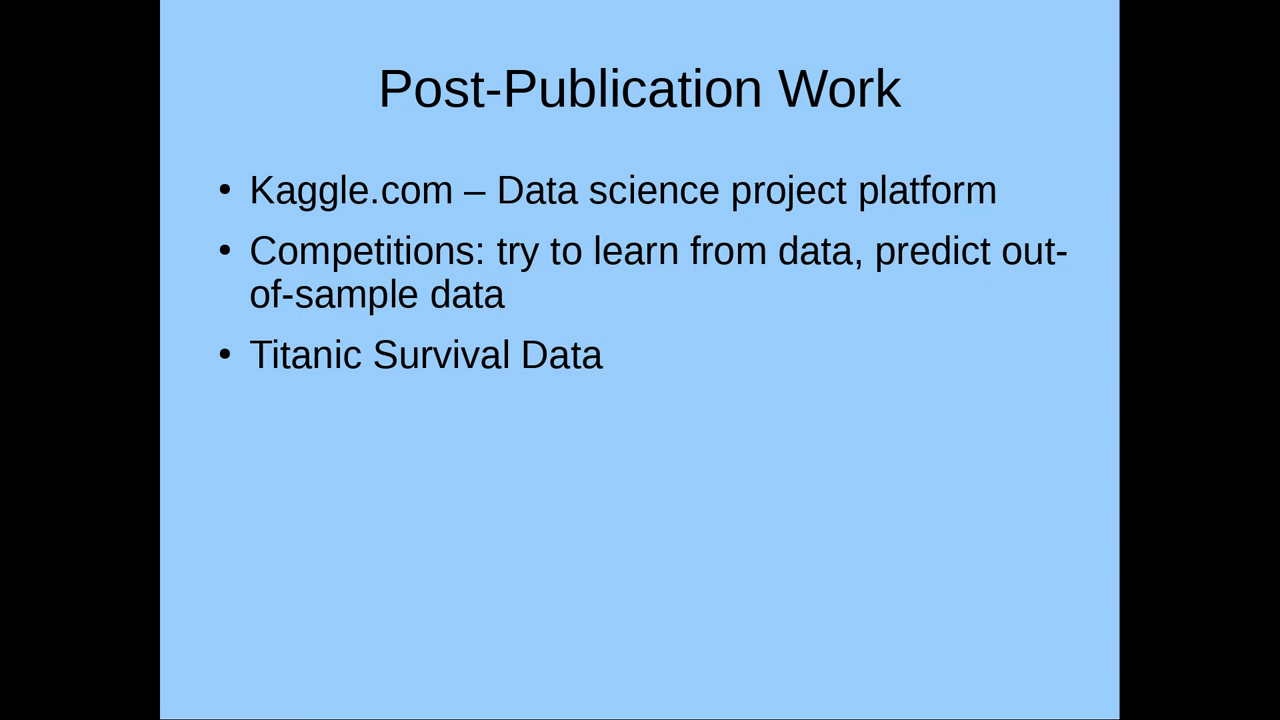 Post-Publication Work
• Kaggle.com – Data science project platform
• Competitions: try to learn from data, predict out-
of-sample data
• Titanic Survival Data